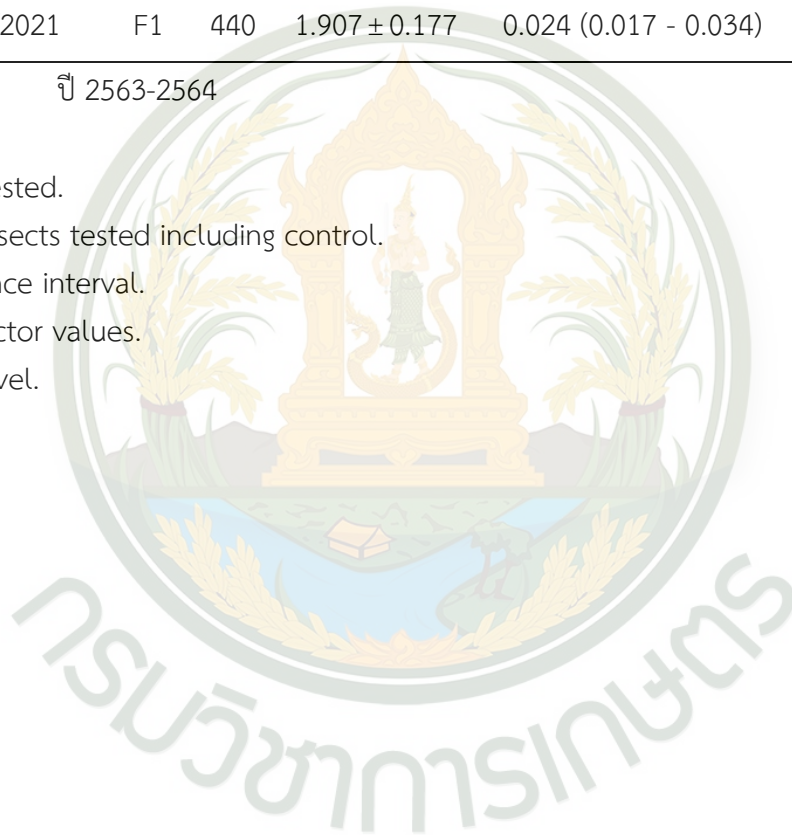 2021 F1 440 1.907 ± 0.177 0.024 (0.017 - 0.034)
ปี 2563-2564
ested.
sects tested including control.
nce interval.
ctor values.
vel.
กรมวิชาการเกษตร